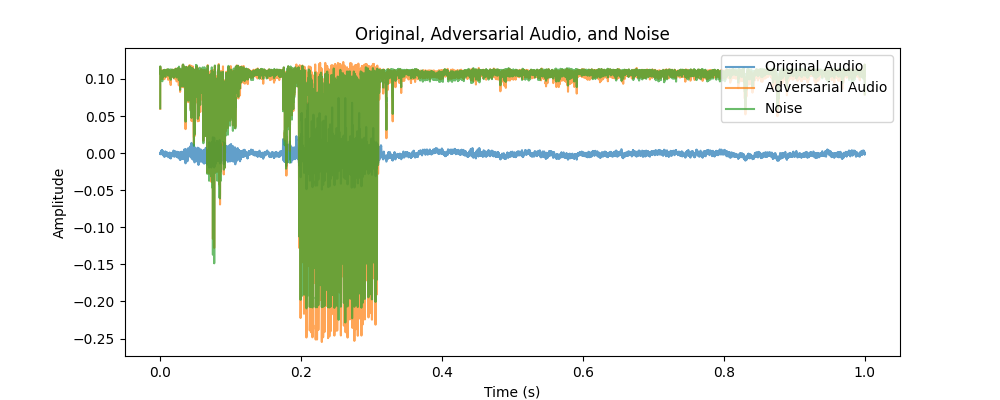 Original, Adversarial Audio, and Noise
Original Audio
Adversarial Audio
Noise
Amplitude
0.10
0.05
0.00
−0.05
−0.10
−0.15
−0.20
−0.25
0.0 0.2 0.4 0.6 0.8 1.0
Time (s)